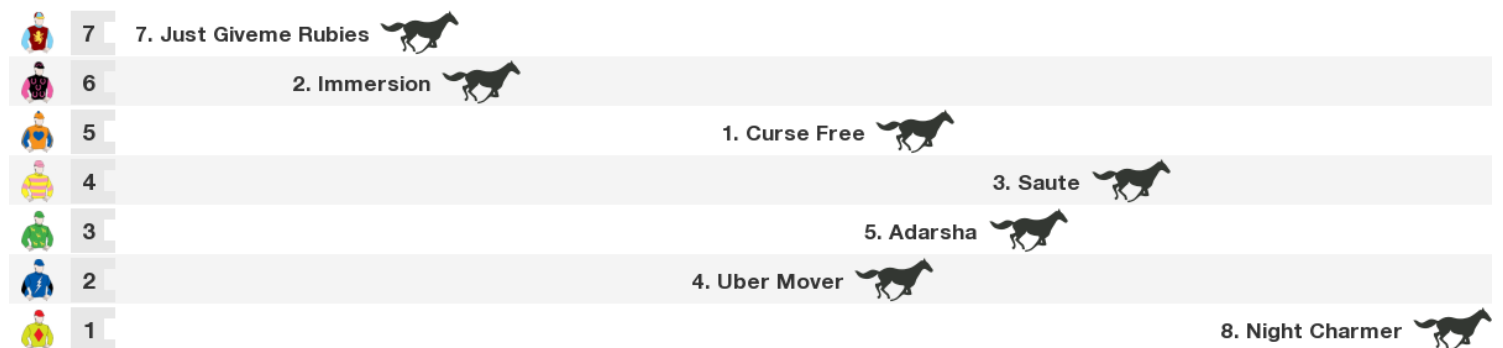 7 7. Just Giveme Rubies
6 2. Immersion
5 1. Curse Free
4 3. Saute
3 5. Adarsha
2 4. Uber Mover
1 8. Night Charmer